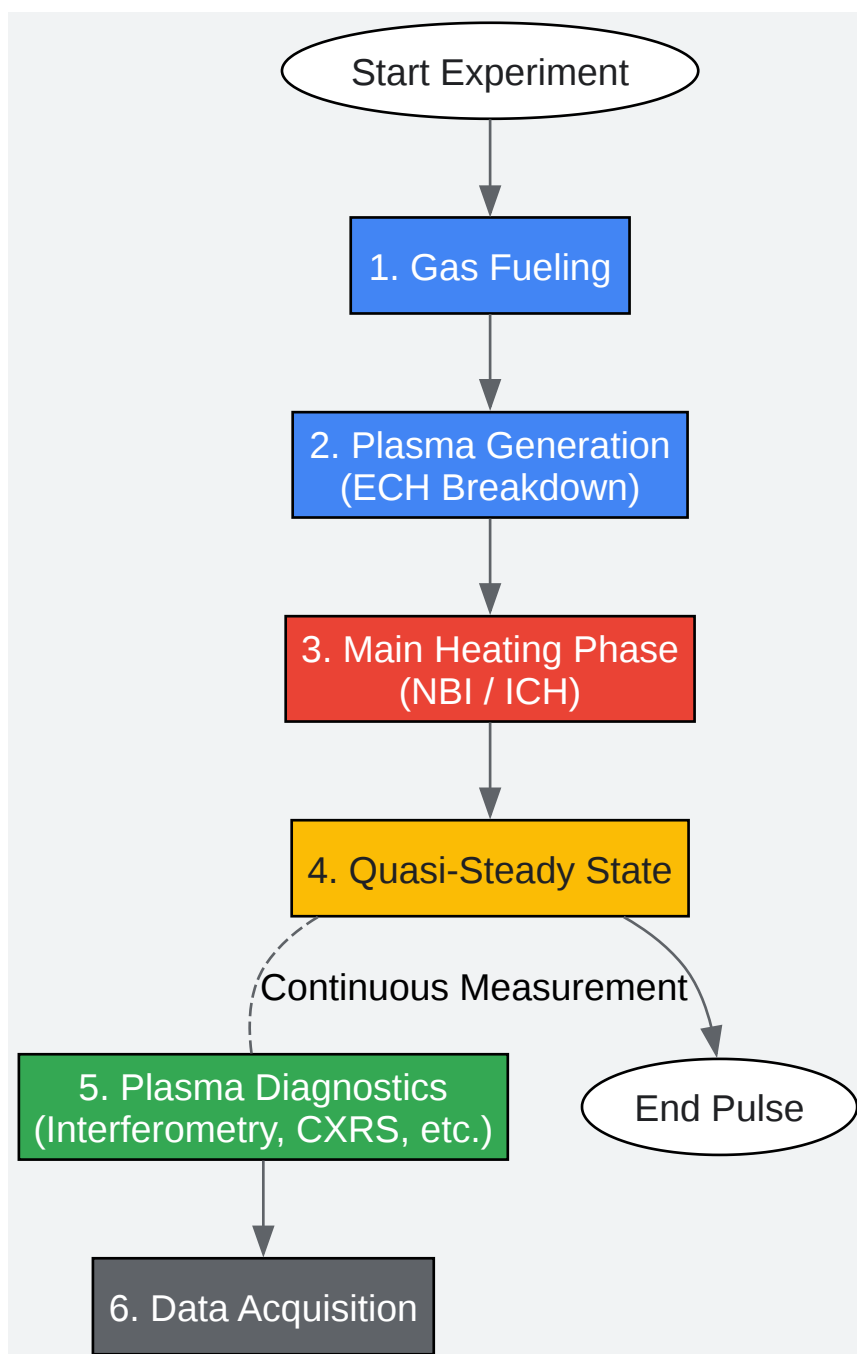 Start Experiment
1. Gas Fueling
2. Plasma Generation
(ECH Breakdown)
3. Main Heating Phase
(NBI / ICH)
4. Quasi-Steady State
Continuous Measurement
5. Plasma Diagnostics
(Interferometry, CXRS, etc.)
End Pulse
6. Data Acquisition